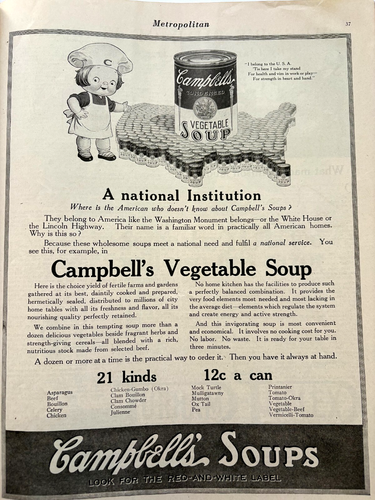 Metropolitan
37
"I belong to the U. S. A.
'Tis here I take my stand
For health and vim in work or play—
For strength in heart and hand."
Campbell's
CONDENSED
VEGETABLE
SOUP
A national Institution
Where is the American who doesn't know about Campbell's Soups?
They belong to America like the Washington Monument belongs—or the White House or
the Lincoln Highway. Their name is a familiar word in practically all American homes.
Why is this so?
Because these wholesome soups meet a national need and fulful a national service. You
see this, for example, in
Campbell's Vegetable Soup
Here is the choice yield of fertile farms and gardens
gathered at its best, daintily cooked and prepared,
hermetically sealed, distributed to millions of city
home tables with all its freshness and flavor, all its
nourishing quality perfectly retained.
We combine in this tempting soup more than a
dozen delicious vegetables beside fragrant herbs and
strength-giving cereals—all blended with a rich,
nutritious stock made from selected beef.
No home kitchen has the facilities to produce such
a perfectly balanced combination. It provides the
very food elements most needed and most lacking in
the average diet—elements which regulate the system
and create energy and active strength.
And this invigorating soup is most convenient
and economical. It involves no cooking cost for you.
No labor. No waste. It is ready for your table in
three minutes.
A dozen or more at a time is the practical way to order it. Then you have it always at hand.
21 kinds
12c a can
Asparagus
Beef
Bouillon
Celery
Chicken
Chicken-Gumbo (Okra)
Clam Bouillon
Clam Chowder
Consommé
Julienne
Mock Turtle
Mulligatawny
Mutton
Ox Tail
Pea
Printanier
Tomato
Tomato-Okra
Vegetable
Vegetable-Beef
Vermicelli-Tomato
Campbell's SOUPS
LOOK FOR THE RED-AND-WHITE LABEL